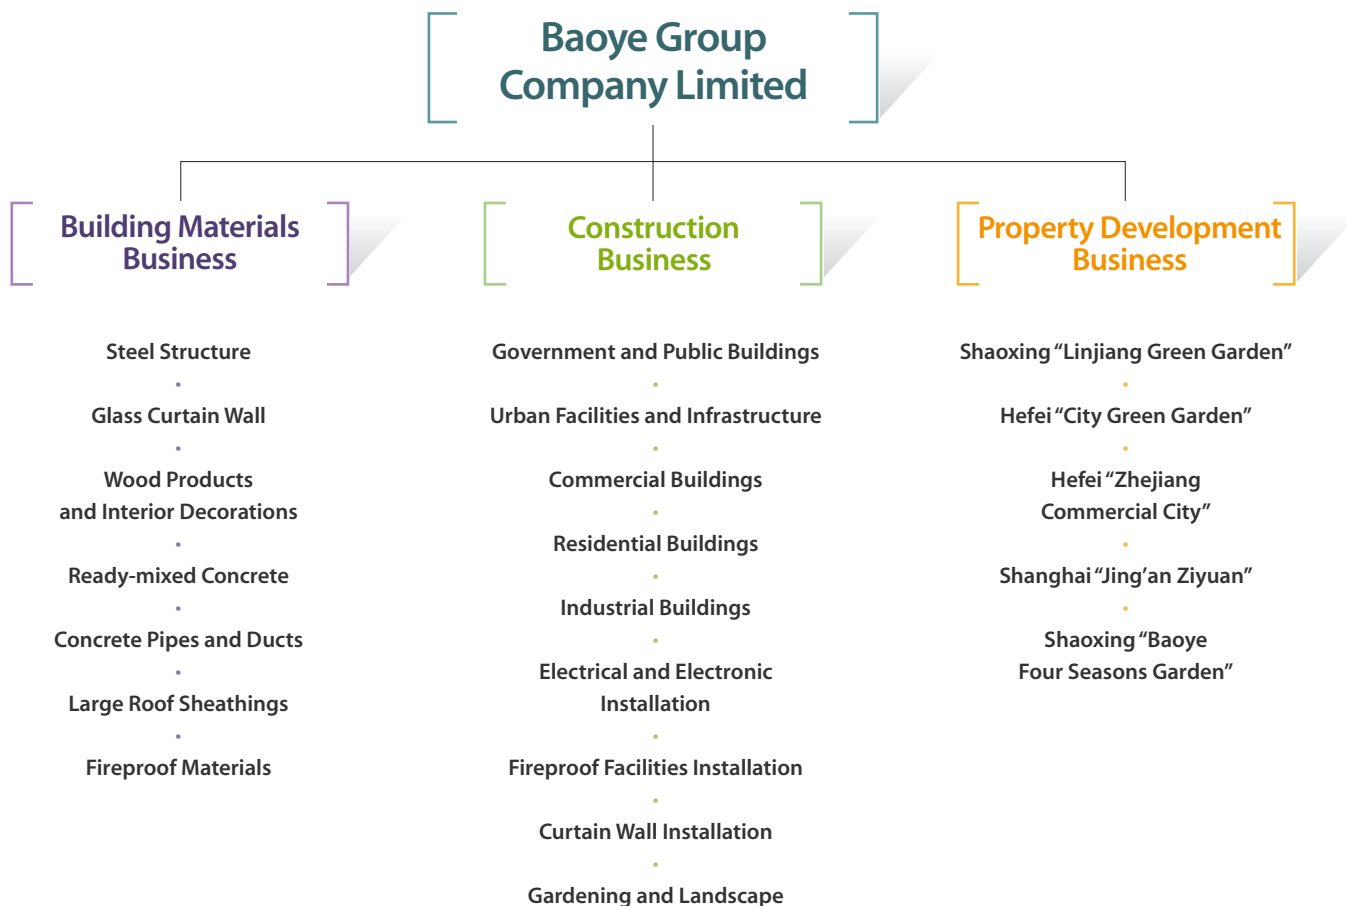 Baoye Group
Company Limited
Building Materials
Business
Steel Structure
Glass Curtain Wall
Wood Products
and Interior Decorations
Ready-mixed Concrete
Concrete Pipes and Ducts
Large Roof Sheathings
Fireproof Materials
Construction
Business
Government and Public Buildings
Urban Facilities and Infrastructure
Commercial Buildings
Residential Buildings
Industrial Buildings
Electrical and Electronic
Installation
Fireproof Facilities Installation
Curtain Wall Installation
Gardening and Landscape
Property Development
Business
Shaoxing “Linjiang Green Garden”
Hefei “City Green Garden”
Hefei “Zhejiang
Commercial City”
Shanghai “Jing’an Ziyuan”
Shaoxing “Baoye
Four Seasons Garden”